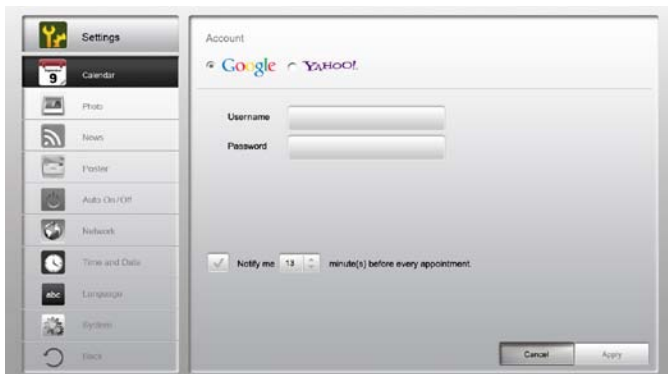 Settings
9
Calendar
Photo
News
Poster
Auto On/Off
Network
Time and Date
abc
Language
System
Back
Account
Google YAHOO!
Username
Password
Notify me 13 minute(s) before every appointment.
Cancel Apply